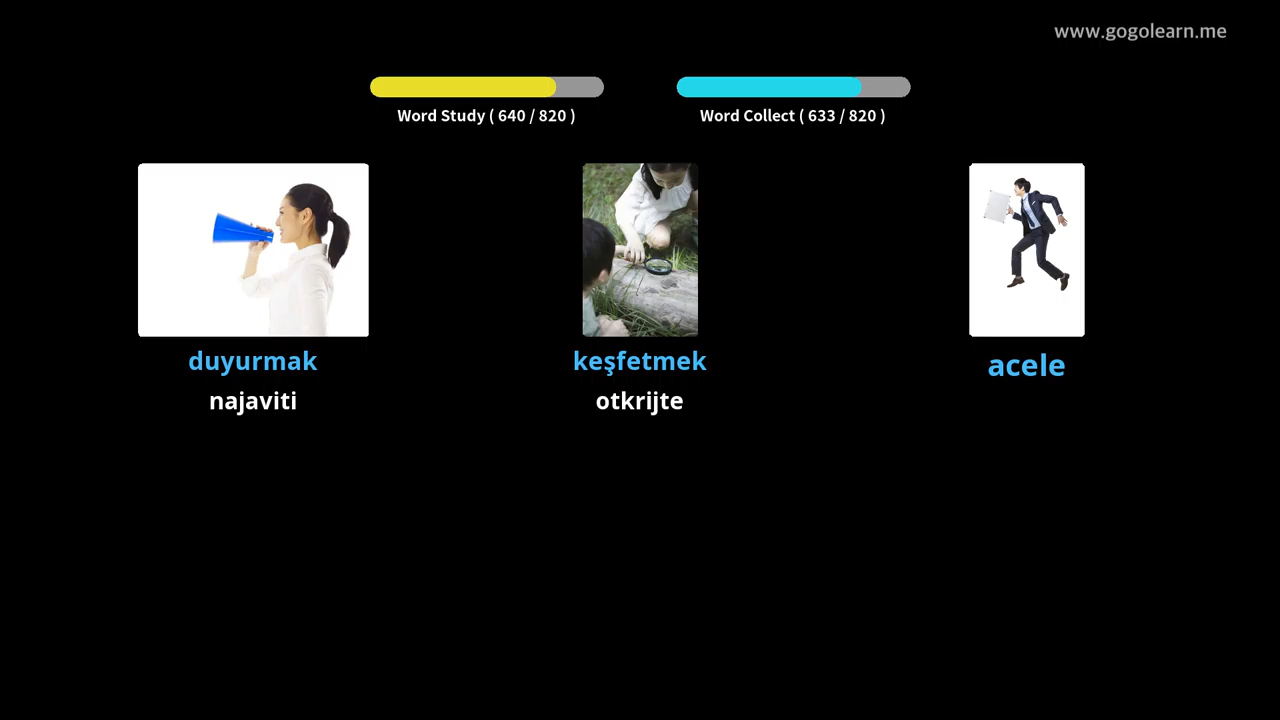 www.gogolearn.me
Word Study ( 640 / 820 )
Word Collect ( 633 / 820 )
duyurmak
najaviti
keşfetmek
otkrijte
acele